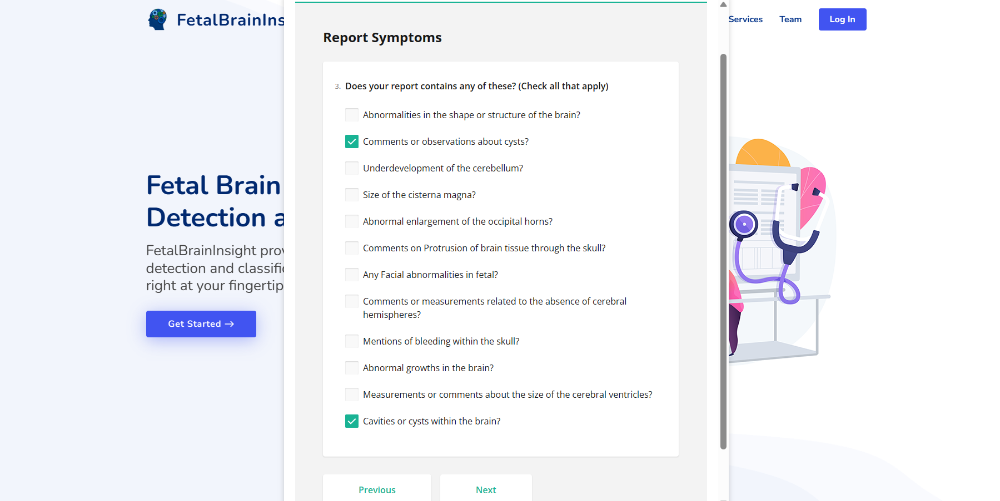 FetalBrainIns
Services
Team
Log In
Fetal Brain
Detection a
FetalBrainInsight prov
detection and classific
right at your fingertip
Get Started →
Report Symptoms
3. Does your report contains any of these? (Check all that apply)
Abnormalities in the shape or structure of the brain?
Comments or observations about cysts?
Underdevelopment of the cerebellum?
Size of the cisterna magna?
Abnormal enlargement of the occipital horns?
Comments on Protrusion of brain tissue through the skull?
Any Facial abnormalities in fetal?
Comments or measurements related to the absence of cerebral
hemispheres?
Mentions of bleeding within the skull?
Abnormal growths in the brain?
Measurements or comments about the size of the cerebral ventricles?
Cavities or cysts within the brain?
Previous
Next